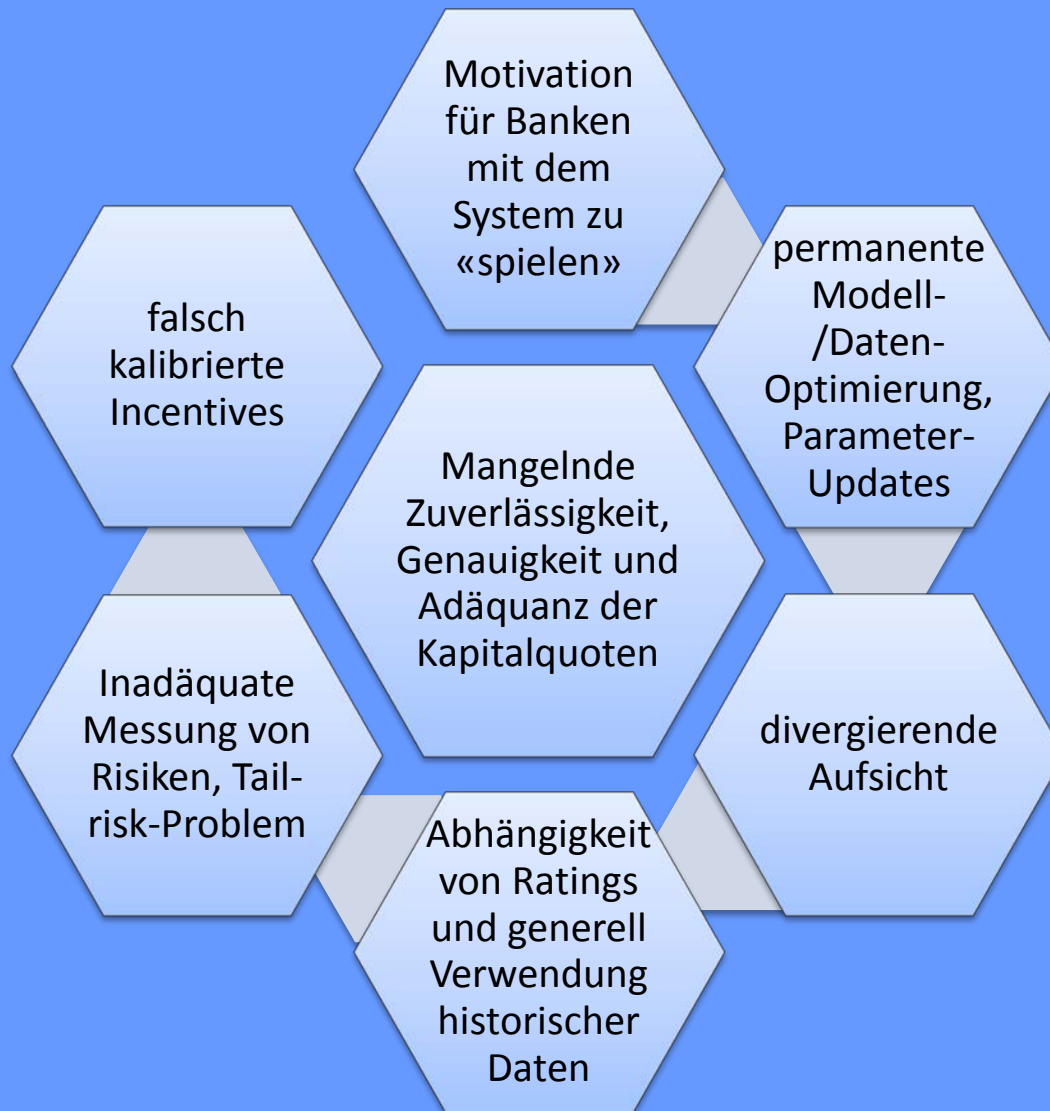 Motivation
für Banken
mit dem
System zu
«spielen»
permanente
Modell-
/Daten-
Optimierung,
Parameter-
Updates
falsch
kalibrierte
Incentives
Mangelnde
Zuverlässigkeit,
Genauigkeit und
Adäquanz der
Kapitalquoten
Inadäquate
Messung von
Risiken, Tail-
risk-Problem
divergierende
Aufsicht
Abhängigkeit
von Ratings
und generell
Verwendung
historischer
Daten